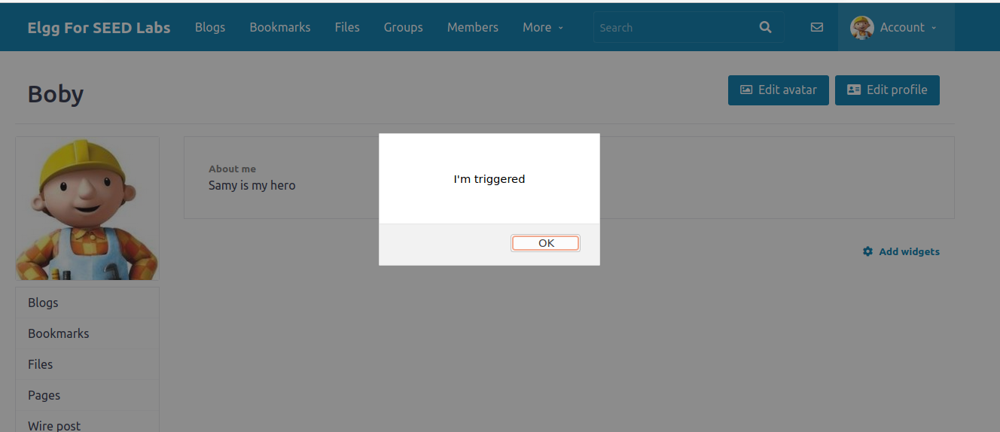 Elgg For SEED Labs Blogs Bookmarks Files Groups Members More Search Account
Boby
Edit avatar Edit profile
I'm triggered
OK
About me
Samy is my hero
Add widgets
Blogs
Bookmarks
Files
Pages
Wire post